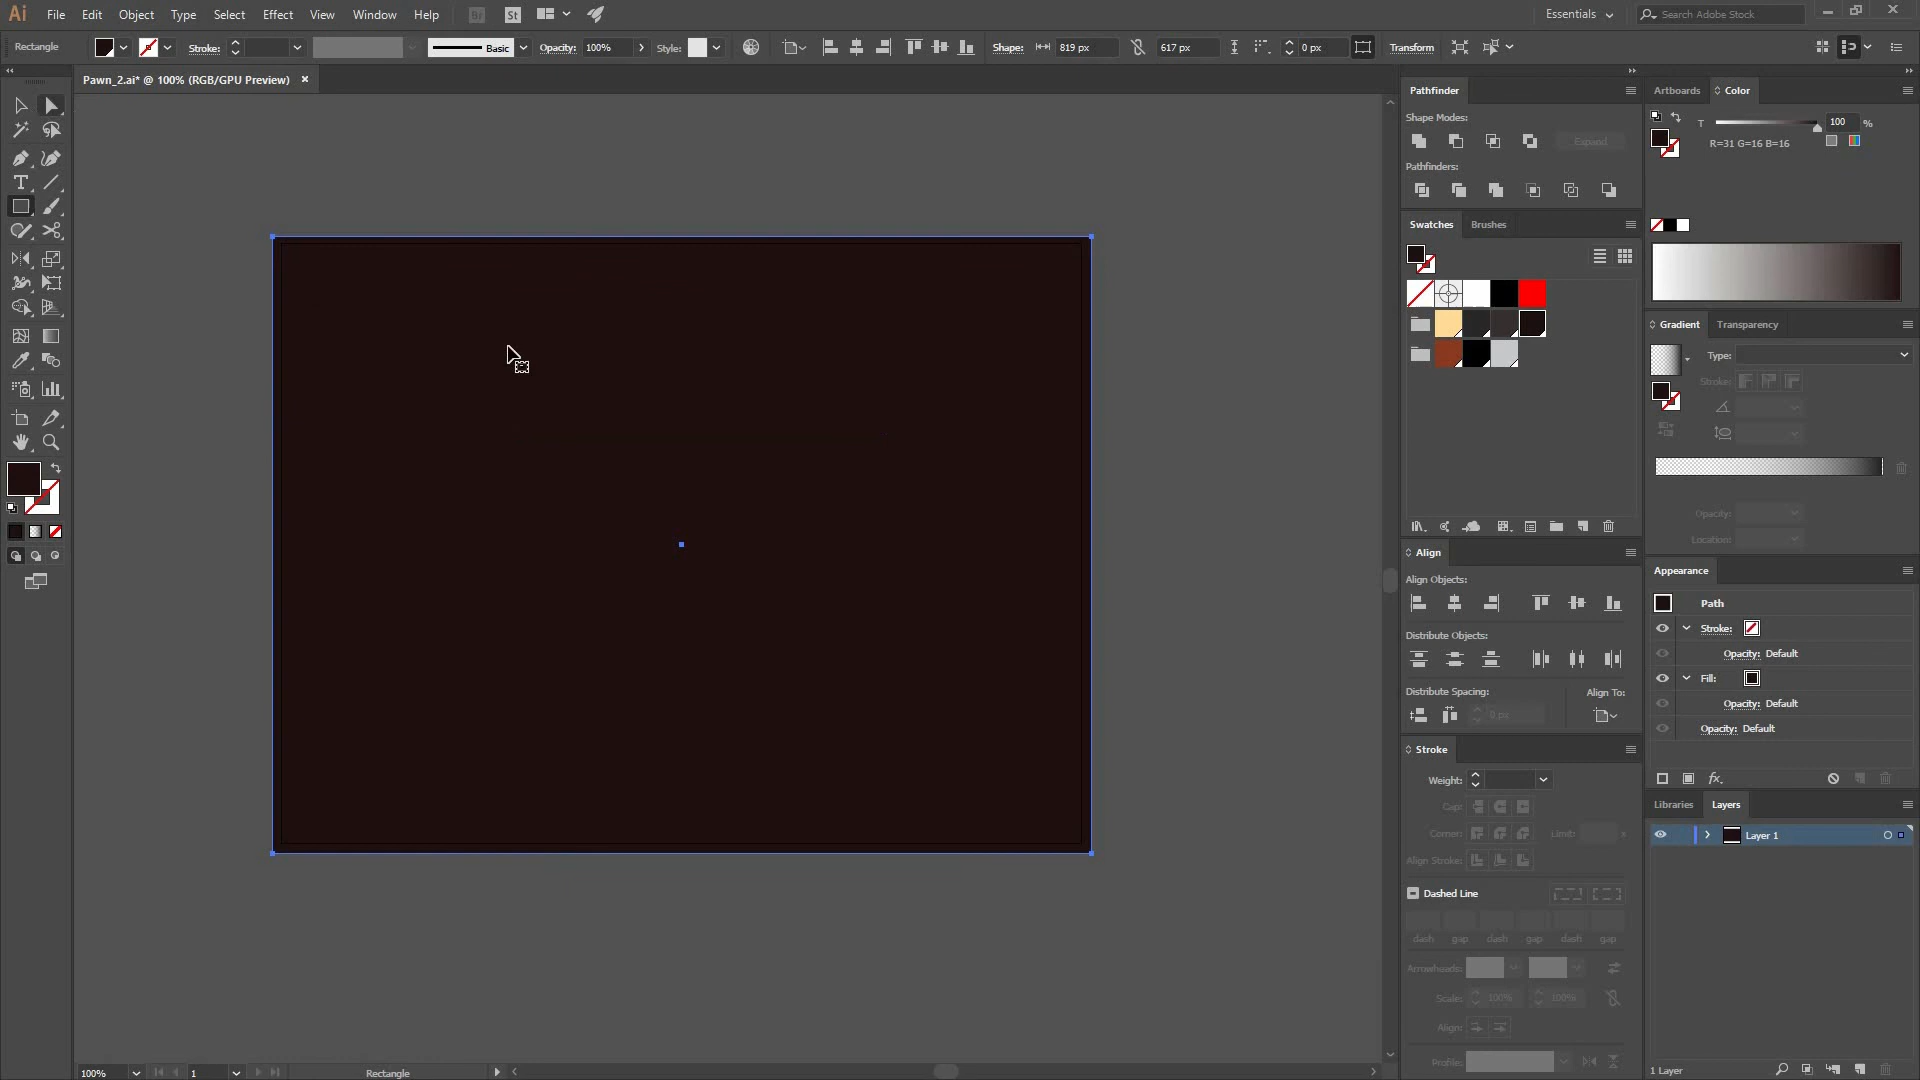 Ai File Edit Object Type Select Effect View Window Help Br St Essentials Search Adobe Stock
Rectangle Stroke: Basic Opacity: 100% Style: Shape: 819 px 617 px 0 px Transform
Pawn_2.ai* @ 100% (RGB/GPU Preview) ×
Pathfinder
Shape Modes:
Expand
Pathfinders:
Swatches Brushes
Align
Align Objects:
Distribute Objects:
Distribute Spacing: Align To:
0 px
Stroke
Weight:
Cap:
Corner: Limit: x
Align Stroke:
Dashed Line
dash gap dash gap dash gap
Arrowheads:
Scale: 100% 100%
Align:
Profile:
Artboards Color
T 100 %
R=31 G=16 B=16
Gradient Transparency
Type:
Stroke:
Opacity:
Location:
Appearance
Path
Stroke:
Opacity: Default
Fill:
Opacity: Default
Opacity: Default
fx.
Libraries Layers
Layer 1
1 Layer
100% 1 Rectangle